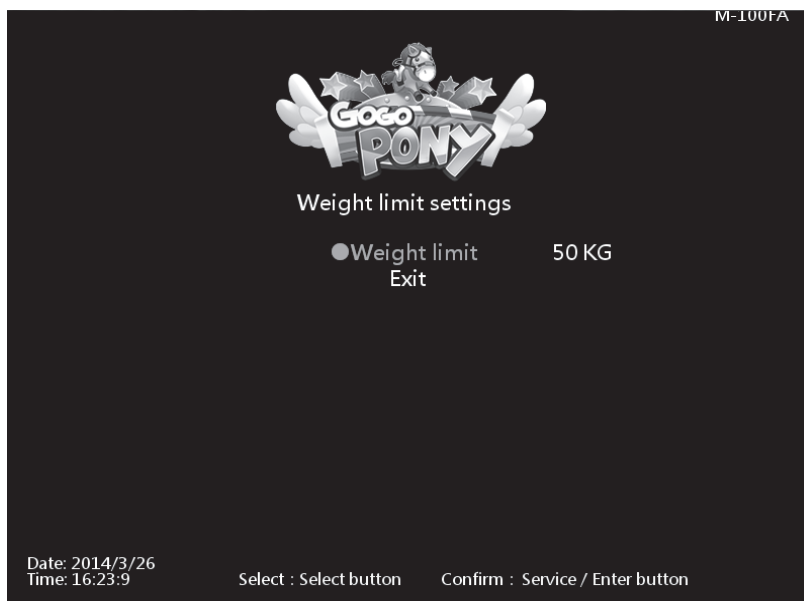 M-100FA
GOGO
PONY
Weight limit settings
●Weight limit 50 KG
Exit
Date: 2014/3/26
Time: 16:23:9
Select : Select button Confirm : Service / Enter button